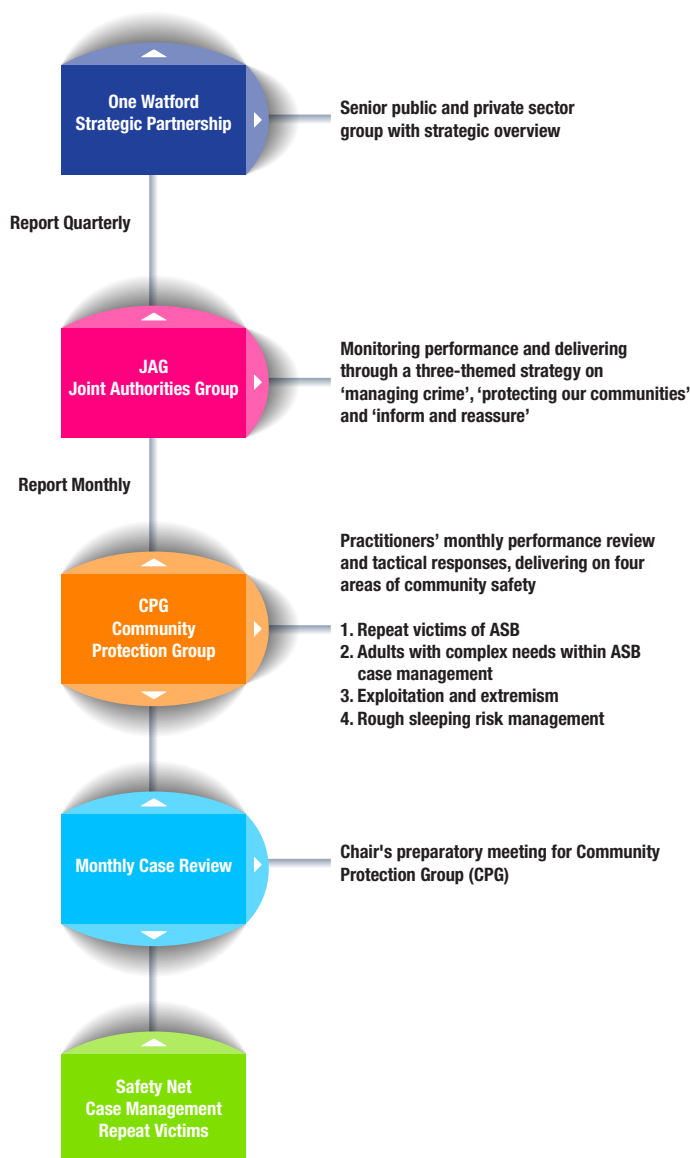 One Watford
Strategic Partnership
Senior public and private sector
group with strategic overview
Report Quarterly
JAG
Joint Authorities Group
Monitoring performance and delivering
through a three-themed strategy on
‘managing crime’, ‘protecting our communities’
and ‘inform and reassure’
Report Monthly
CPG
Community
Protection Group
Practitioners’ monthly performance review
and tactical responses, delivering on four
areas of community safety
1. Repeat victims of ASB
2. Adults with complex needs within ASB
case management
3. Exploitation and extremism
4. Rough sleeping risk management
Monthly Case Review
Chair's preparatory meeting for Community
Protection Group (CPG)
Safety Net
Case Management
Repeat Victims